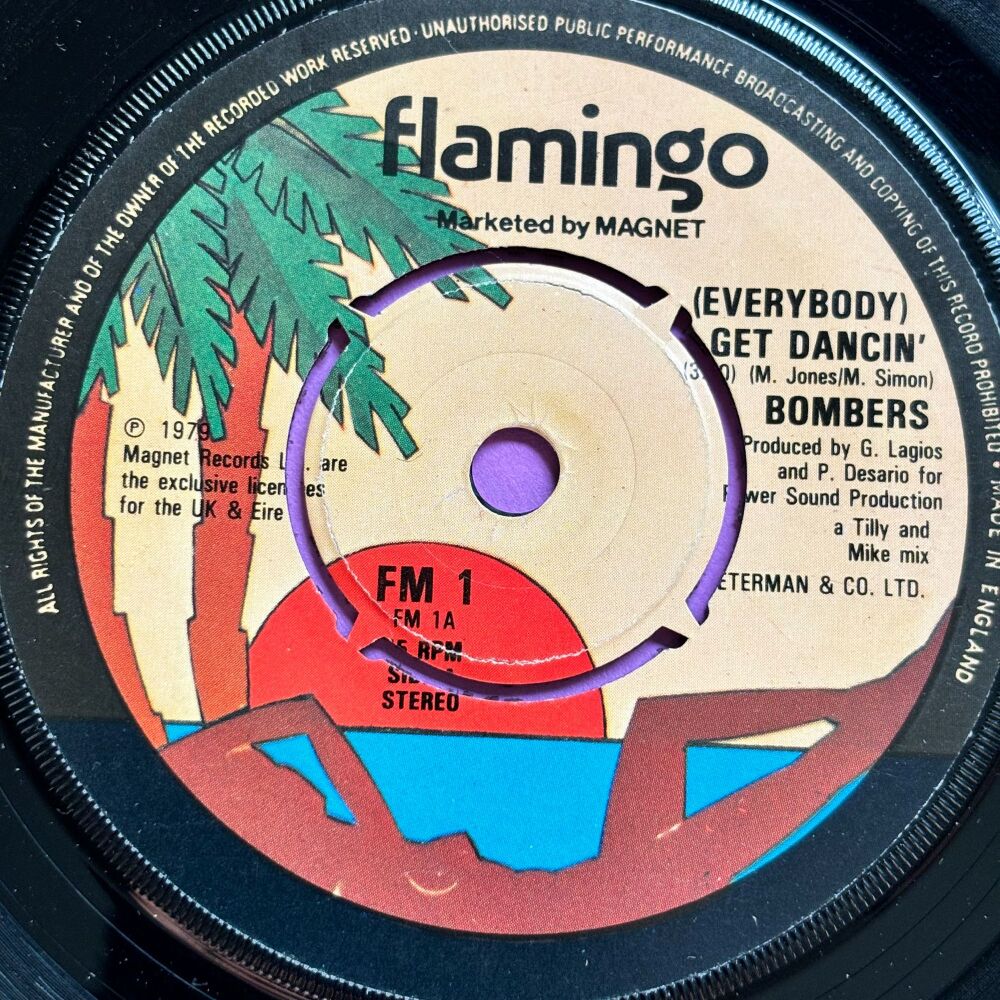 ALL RIGHTS OF THE MANUFACTURER AND OF THE OWNER OF THE RECORDED WORK RESERVED · UNAUTHORISED PUBLIC PERFORMANCE BROADCASTING AND COPYING OF THIS RECORD PROHIBITED · MADE IN ENGLAND
flamingo
Marketed by MAGNET
(EVERYBODY)
GET DANCIN'
(M. Jones/M. Simon)
BOMBERS
Produced by G. Lagios
and P. Desario for
Power Sound Production
a Tilly and
Mike mix
& CO. LTD.
℗ 1979
Magnet Records are
the exclusive licensees
for the UK & Eire
FM 1
FM 1A
RPM
STEREO